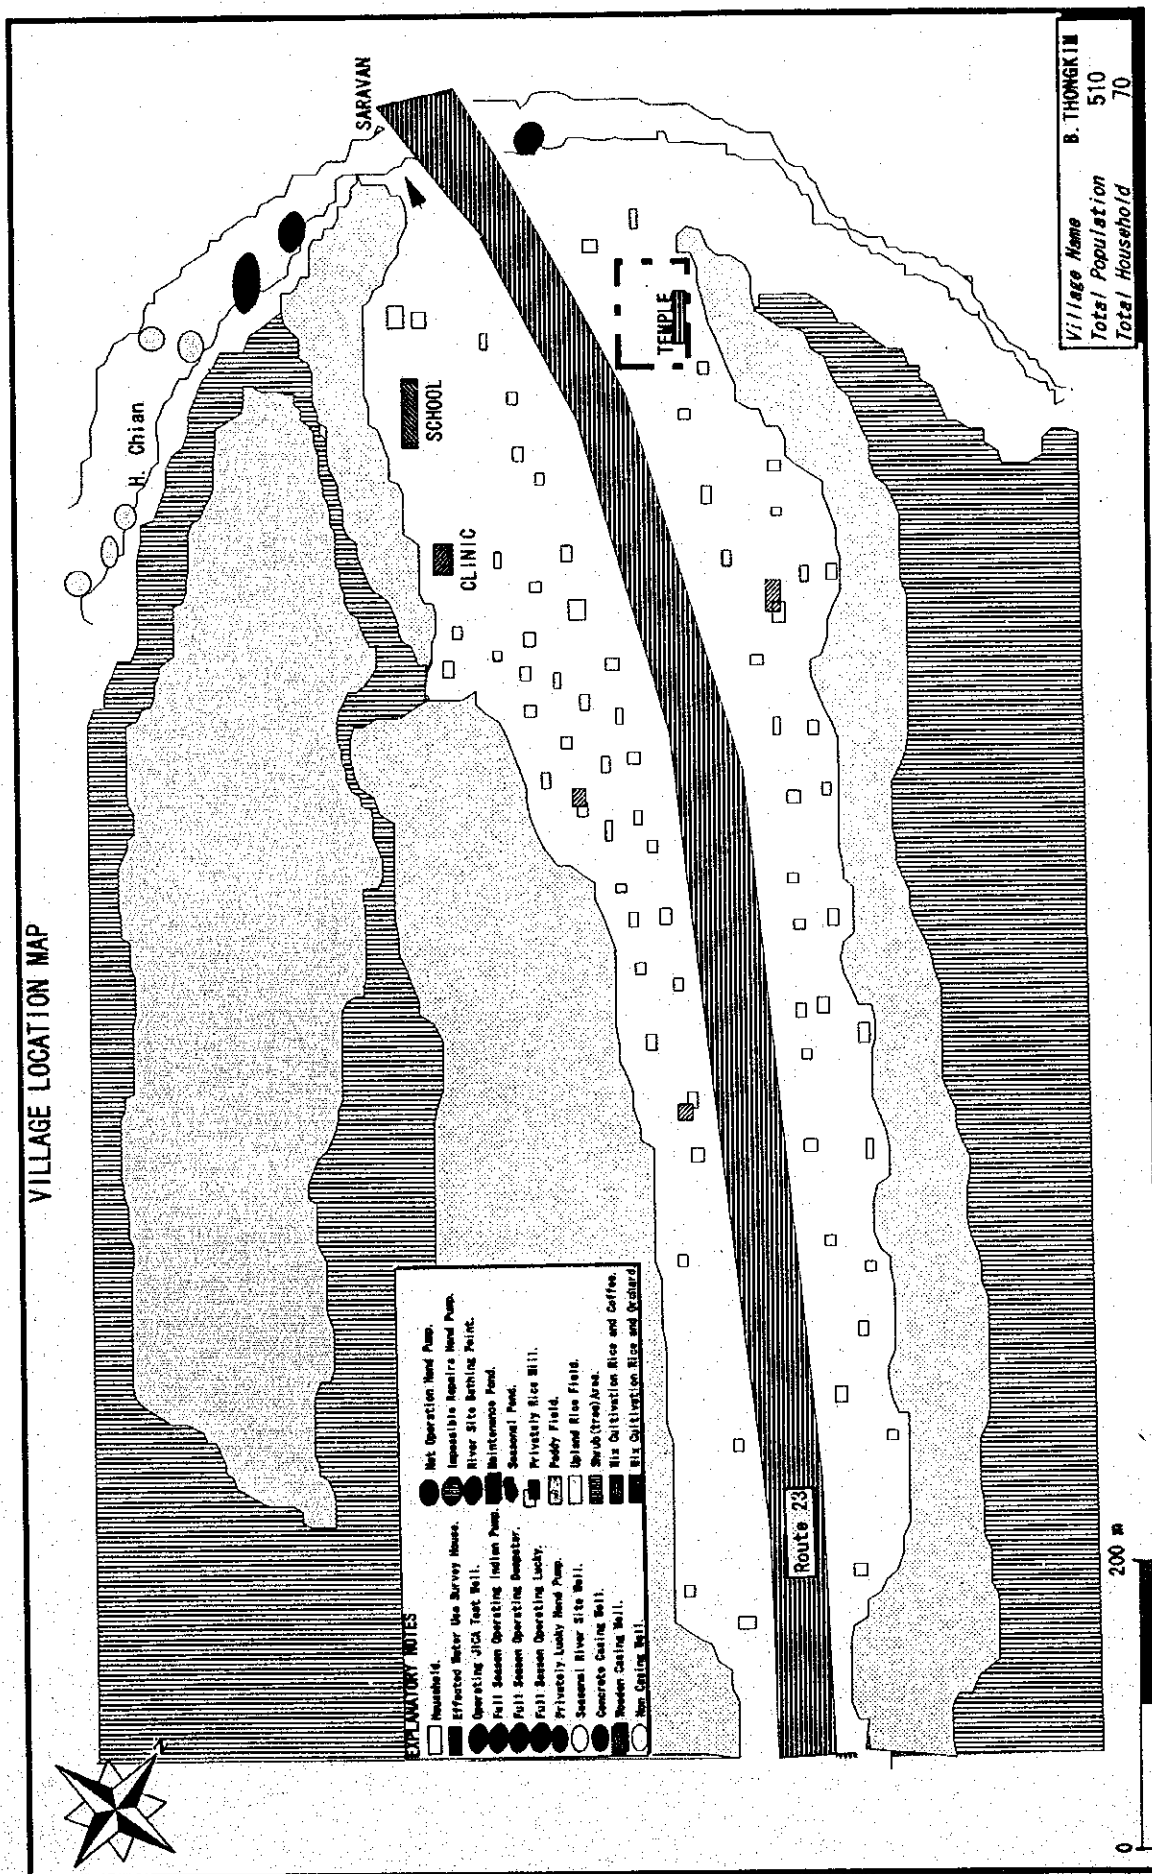 VILLAGE LOCATION MAP
SARAVAN
H. Chian
SCHOOL
CLINIC
TEMPLE
Route 23
N
EXPLANATORY NOTES
Household.
Effected Water Use Survey House.
Operating JICA Test Well.
Full Season Operating Indian Pump.
Full Season Operating Dempster.
Full Season Operating Lucky.
Privately Lucky Hand Pump.
Seasonal River Site Well.
Concrete Casing Well.
Wooden Casing Well.
Non Casing Well.
Not Operation Hand Pump.
Impossible Repairs Hand Pump.
River Site Bathing Point.
Maintenance Pond.
Seasonal Pond.
Privately Rice Mill.
Paddy Field.
Upland Rice Field.
Shrub(tree)Area.
Mix Cultivation Rice and Coffee.
Mix Cultivation Rice and Orchard.
Village Name B. THONGKIM
Total Population 510
Total Household 70
0 200 m